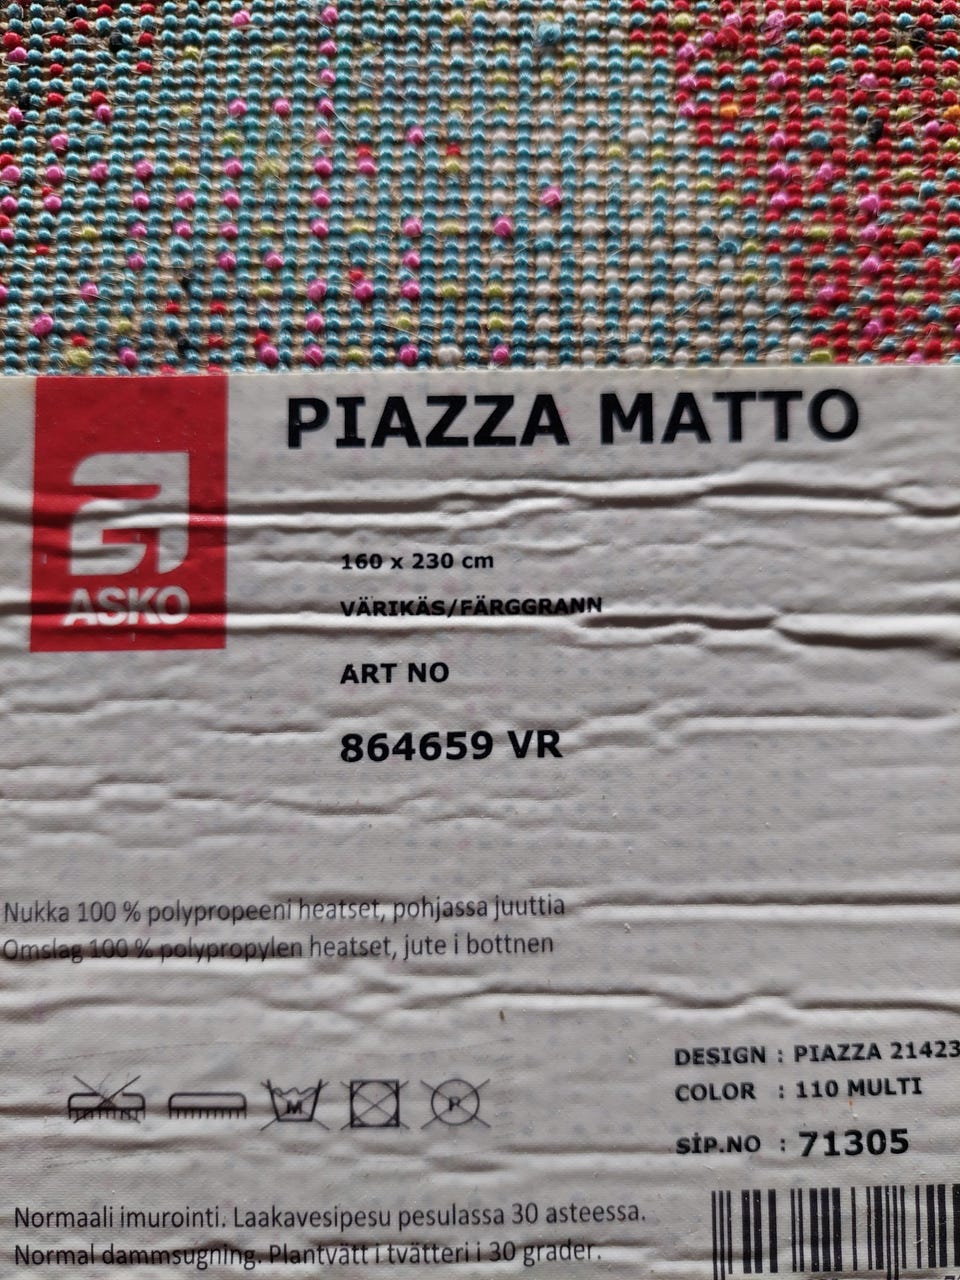 PIAZZA MATTO
ASKO
160 x 230 cm
VÄRIKÄS/FÄRGGRANN
ART NO
864659 VR
Nukka 100 % polypropeeni heatset, pohjassa juuttia
Omslag 100 % polypropylen heatset, jute i bottnen
DESIGN : PIAZZA 21423
COLOR : 110 MULTI
SİP.NO : 71305
M
P
Normaali imurointi. Laakavesipesu pesulassa 30 asteessa.
Normal dammsugning. Plantvätt i tvätteri i 30 grader.